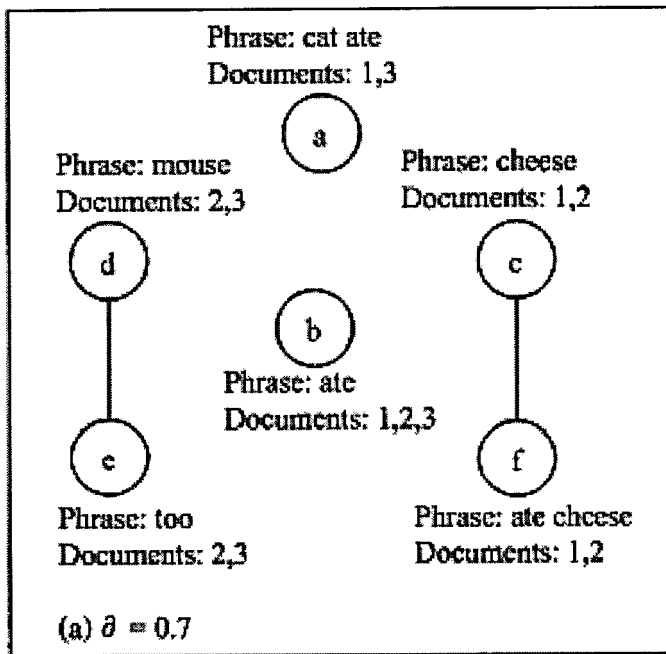 Phrase: cat ate
Documents: 1,3
a
Phrase: mouse
Documents: 2,3
d
Phrase: cheese
Documents: 1,2
c
b
Phrase: ate
Documents: 1,2,3
e
Phrase: too
Documents: 2,3
f
Phrase: ate cheese
Documents: 1,2
(a) ∂ = 0.7